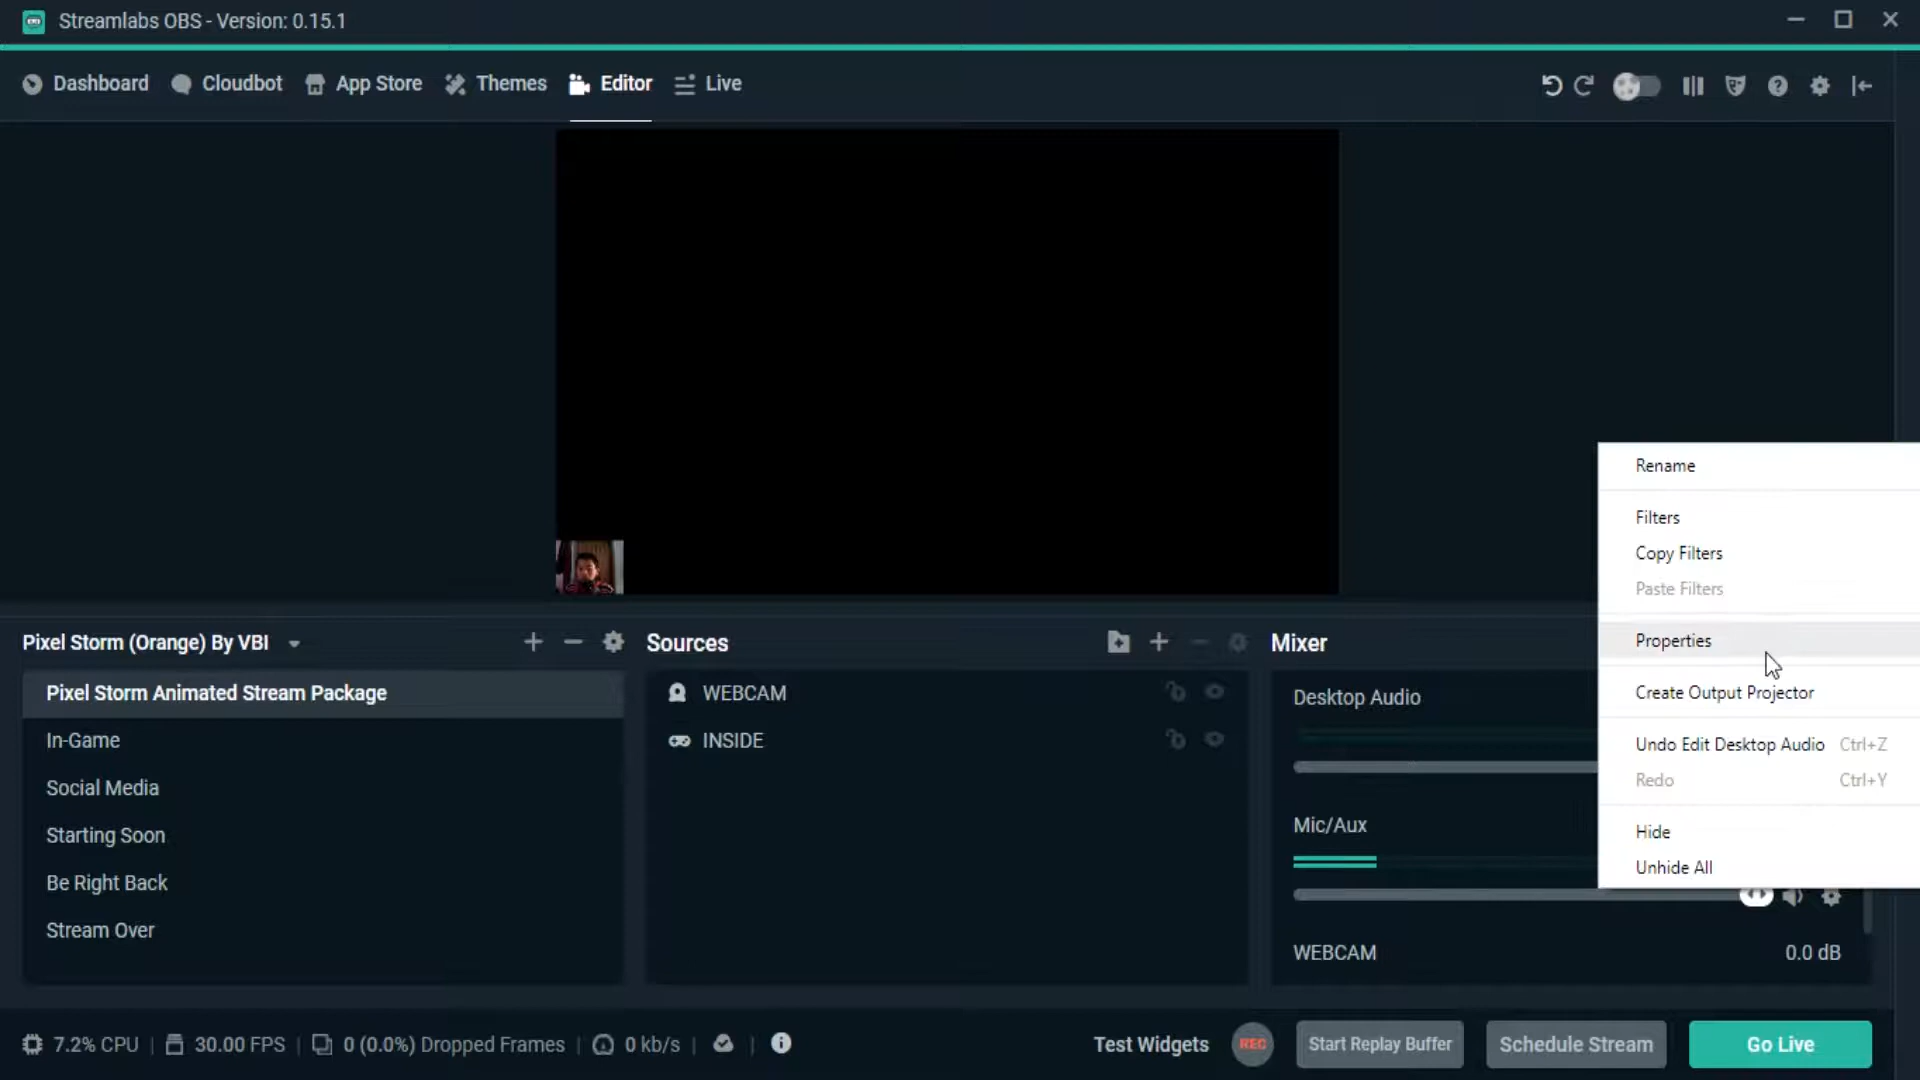 Streamlabs OBS - Version: 0.15.1
Dashboard Cloudbot App Store Themes Editor Live
Rename
Filters
Copy Filters
Paste Filters
Properties
Create Output Projector
Undo Edit Desktop Audio Ctrl+Z
Redo Ctrl+Y
Hide
Unhide All
Pixel Storm (Orange) By VBI
Pixel Storm Animated Stream Package
In-Game
Social Media
Starting Soon
Be Right Back
Stream Over
Sources
WEBCAM
INSIDE
Mixer
Desktop Audio
Mic/Aux
WEBCAM 0.0 dB
7.2% CPU | 30.00 FPS | 0 (0.0%) Dropped Frames | 0 kb/s | |
Test Widgets REC Start Replay Buffer Schedule Stream Go Live